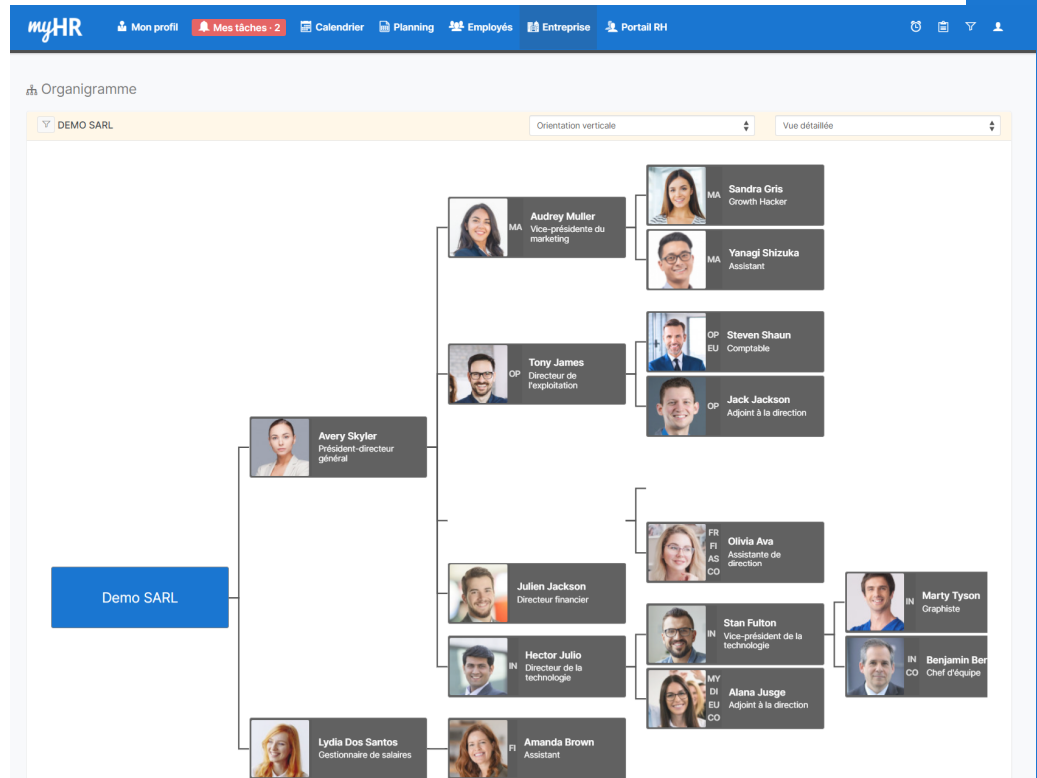 myHR
Mon profil
Mes tâches · 2
Calendrier
Planning
Employés
Entreprise
Portail RH
Organigramme
DEMO SARL
Orientation verticale
Vue détaillée
MA
Sandra Gris
Growth Hacker
MA
Audrey Muller
Vice-présidente du
marketing
MA
Yanagi Shizuka
Assistant
OP
EU
Steven Shaun
Comptable
OP
Tony James
Directeur de
l'exploitation
OP
Jack Jackson
Adjoint à la direction
Avery Skyler
Président-directeur
général
FR
FI
AS
CO
Olivia Ava
Assistante de
direction
Demo SARL
Julien Jackson
Directeur financier
IN
Marty Tyson
Graphiste
IN
Stan Fulton
Vice-président de la
technologie
IN
Hector Julio
Directeur de la
technologie
IN
CO
Benjamin Ber
Chef d'équipe
MY
DI
EU
CO
Alana Jusge
Adjoint à la direction
Lydia Dos Santos
Gestionnaire de salaires
FI
Amanda Brown
Assistant